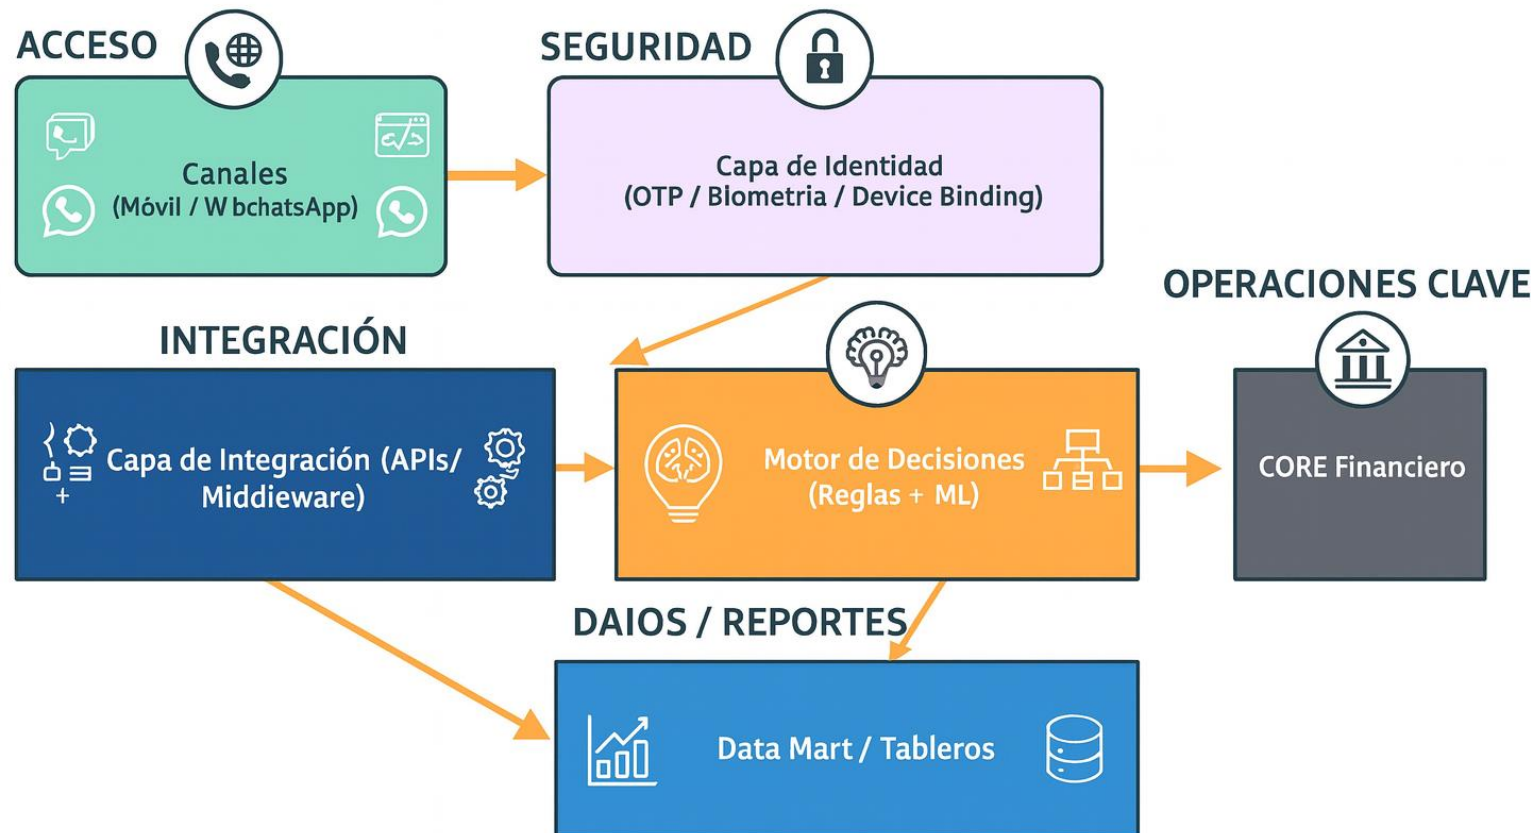 ACCESO
SEGURIDAD
Canales
(Móvil / W bchatsApp)
Capa de Identidad
(OTP / Biometria / Device Binding)
OPERACIONES CLAVE
INTEGRACIÓN
Capa de Integración (APIs/
Middieware)
Motor de Decisiones
(Reglas + ML)
CORE Financiero
DAIOS / REPORTES
Data Mart / Tableros